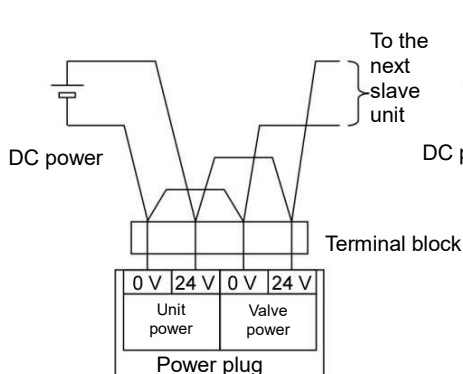 To the
next
slave
unit
DC power
DC p
Terminal block
0 V 24 V 0 V 24 V
Unit
power
Valve
power
Power plug